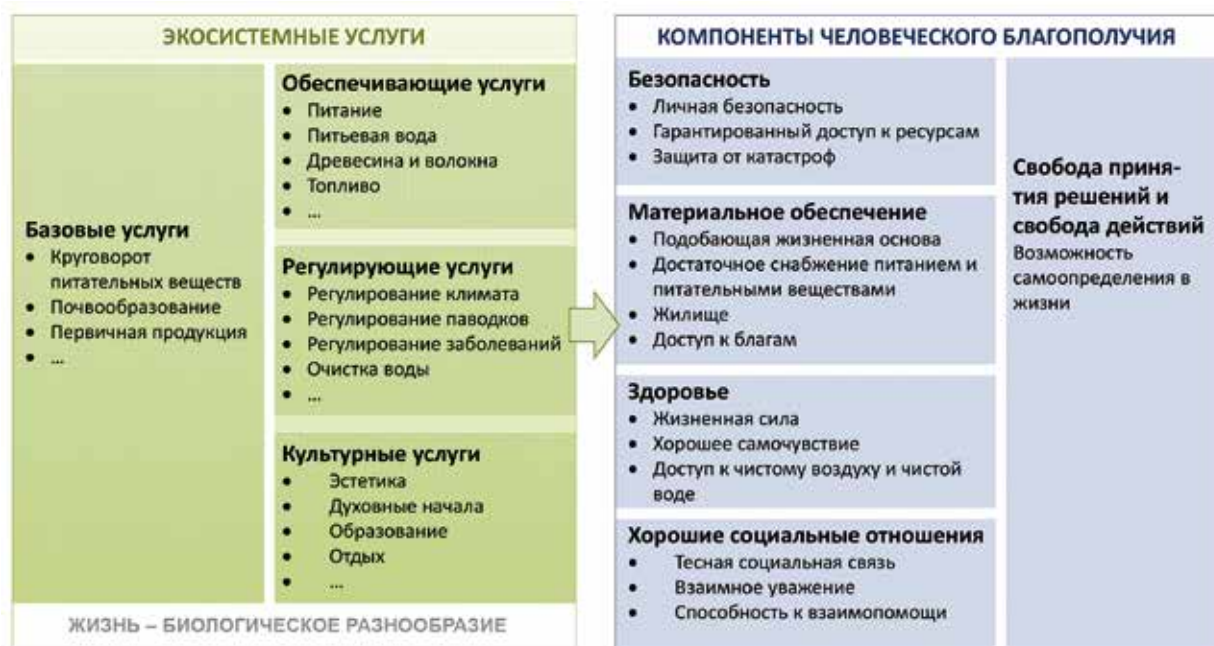 ЭКОСИСТЕМНЫЕ УСЛУГИ
Базовые услуги
• Круговорот
питательных веществ
• Почвообразование
• Первичная продукция
• ...
Обеспечивающие услуги
• Питание
• Питьевая вода
• Древесина и волокна
• Топливо
• ...
Регулирующие услуги
• Регулирование климата
• Регулирование паводков
• Регулирование заболеваний
• Очистка воды
• ...
Культурные услуги
• Эстетика
• Духовные начала
• Образование
• Отдых
• ...
ЖИЗНЬ – БИОЛОГИЧЕСКОЕ РАЗНООБРАЗИЕ
КОМПОНЕНТЫ ЧЕЛОВЕЧЕСКОГО БЛАГОПОЛУЧИЯ
Безопасность
• Личная безопасность
• Гарантированный доступ к ресурсам
• Защита от катастроф
Материальное обеспечение
• Подобающая жизненная основа
• Достаточное снабжение питанием и
питательными веществами
• Жилище
• Доступ к благам
Здоровье
• Жизненная сила
• Хорошее самочувствие
• Доступ к чистому воздуху и чистой
воде
Хорошие социальные отношения
• Тесная социальная связь
• Взаимное уважение
• Способность к взаимопомощи
Свобода приня-
тия решений и
свобода действий
Возможность
самоопределения в
жизни